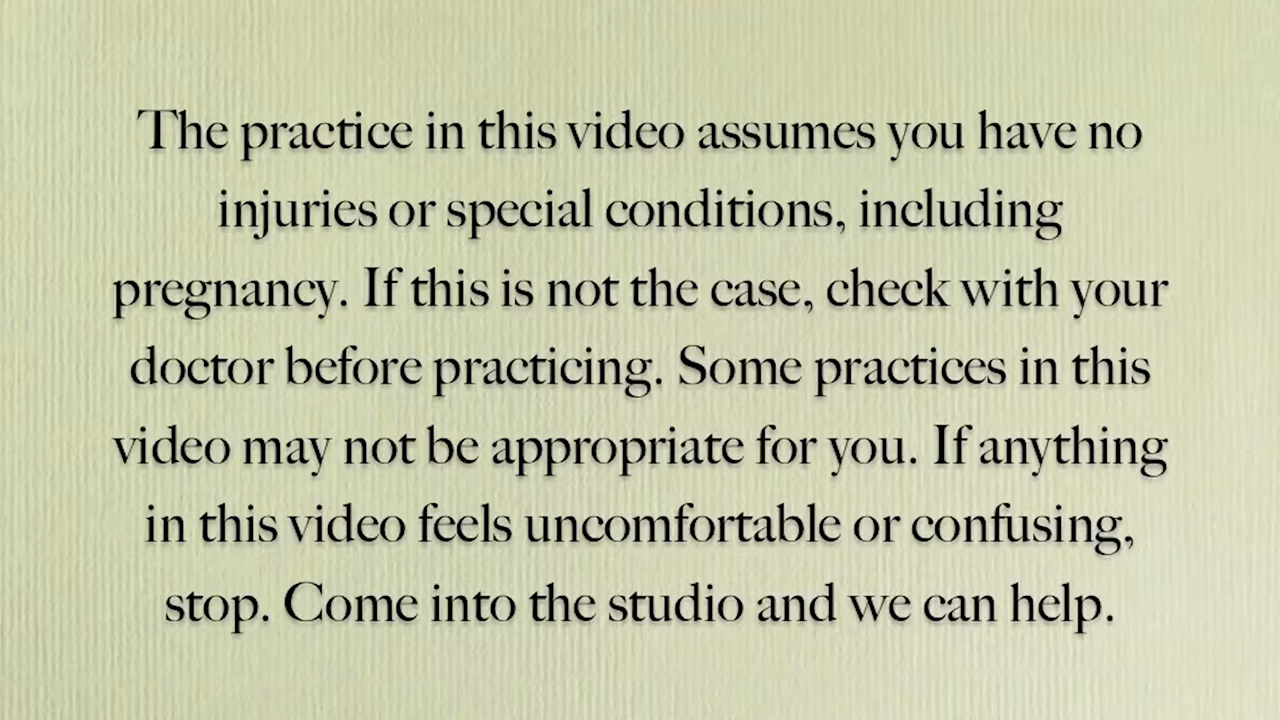 The practice in this video assumes you have no
injuries or special conditions, including
pregnancy. If this is not the case, check with your
doctor before practicing. Some practices in this
video may not be appropriate for you. If anything
in this video feels uncomfortable or confusing,
stop. Come into the studio and we can help.